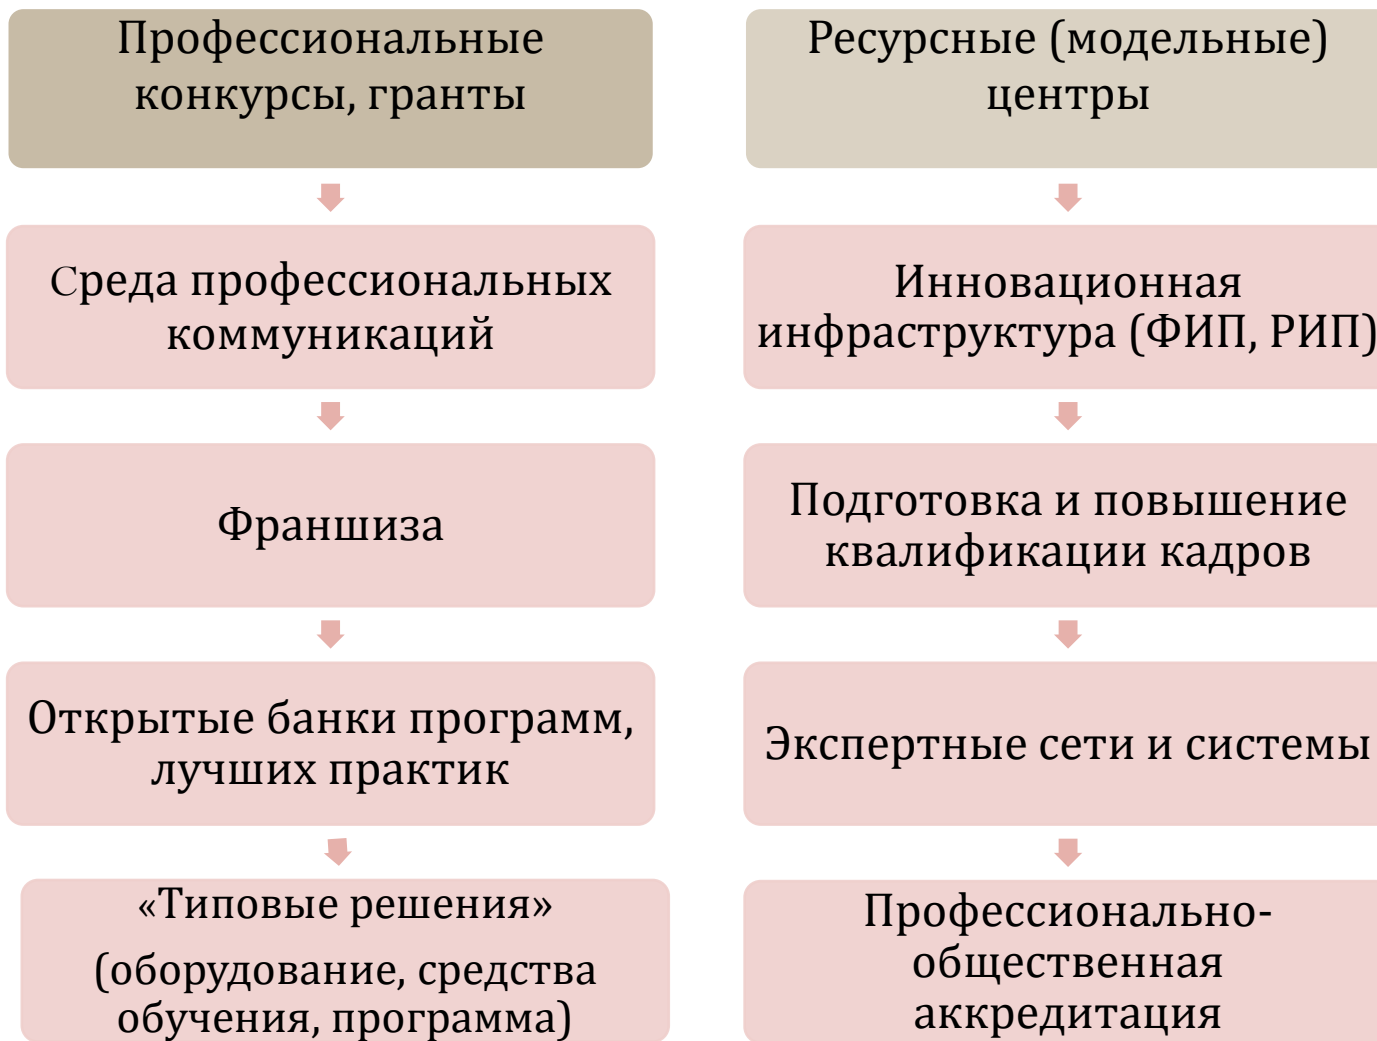 Профессиональные
конкурсы, гранты
Среда профессиональных
коммуникаций
Франшиза
Открытые банки программ,
лучших практик
«Типовые решения»
(оборудование, средства
обучения, программа)
Ресурсные (модельные)
центры
Инновационная
инфраструктура (ФИП, РИП)
Подготовка и повышение
квалификации кадров
Экспертные сети и системы
Профессионально-
общественная
аккредитация